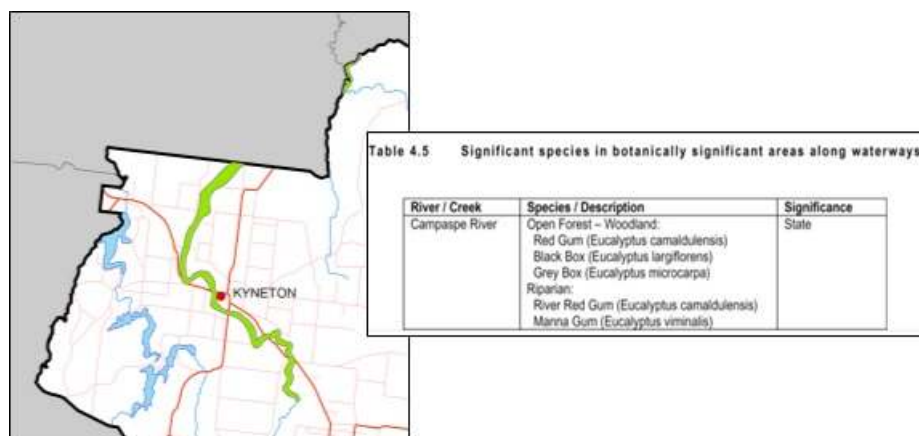 KYNETON
Table 4.5 Significant species in botanically significant areas along waterways
River / Creek Species / Description Significance
Campaspe River Open Forest – Woodland: State
Red Gum (Eucalyptus camaldulensis)
Black Box (Eucalyptus largiflorens)
Grey Box (Eucalyptus microcarpa)
Riparian:
River Red Gum (Eucalyptus camaldulensis)
Manna Gum (Eucalyptus viminalis)